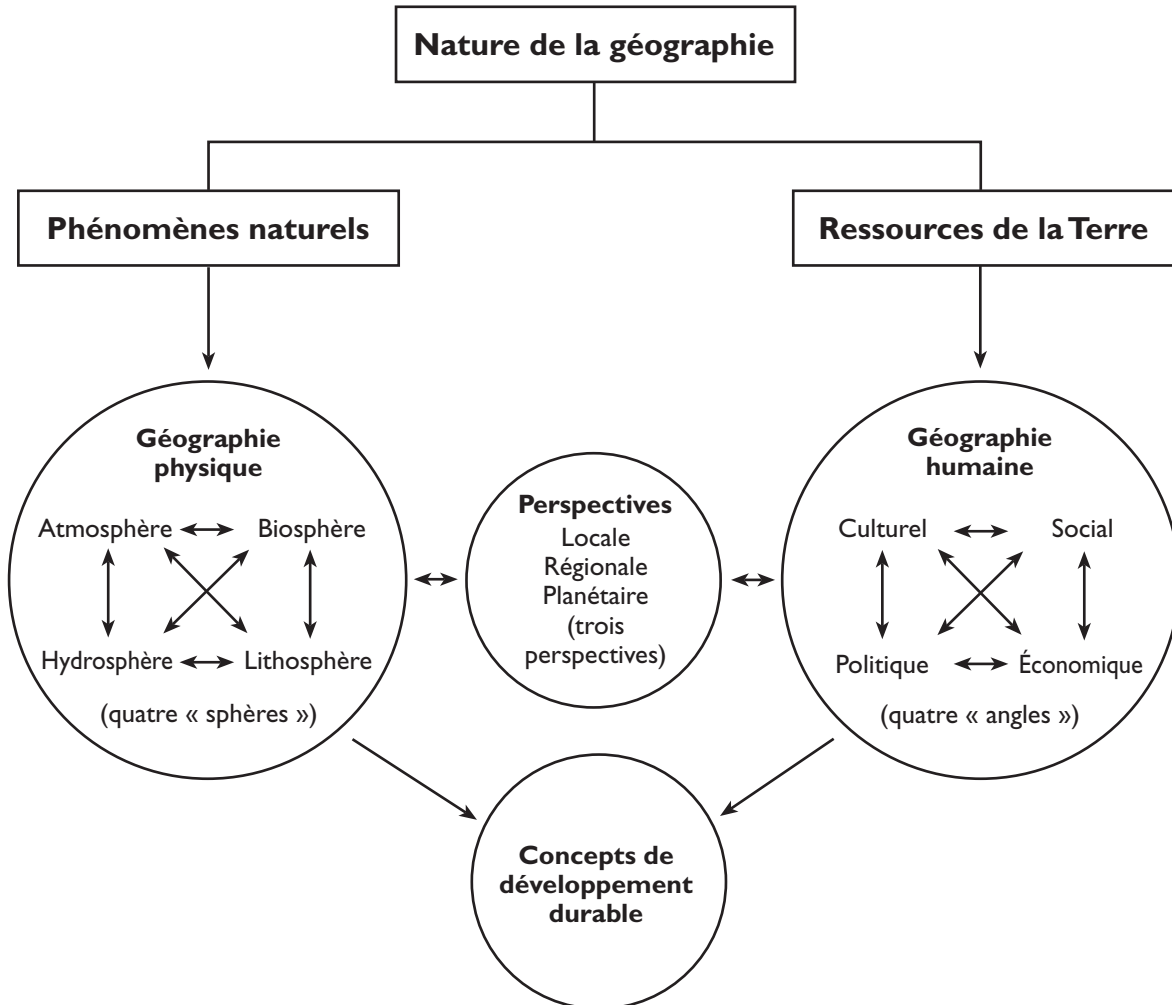 Nature de la géographie
Phénomènes naturels
Ressources de la Terre
Géographie
physique
Atmosphère
Biosphère
Hydrosphère
Lithosphère
(quatre « sphères »)
Perspectives
Locale
Régionale
Planétaire
(trois
perspectives)
Géographie
humaine
Culturel
Social
Politique
Économique
(quatre « angles »)
Concepts de
développement
durable